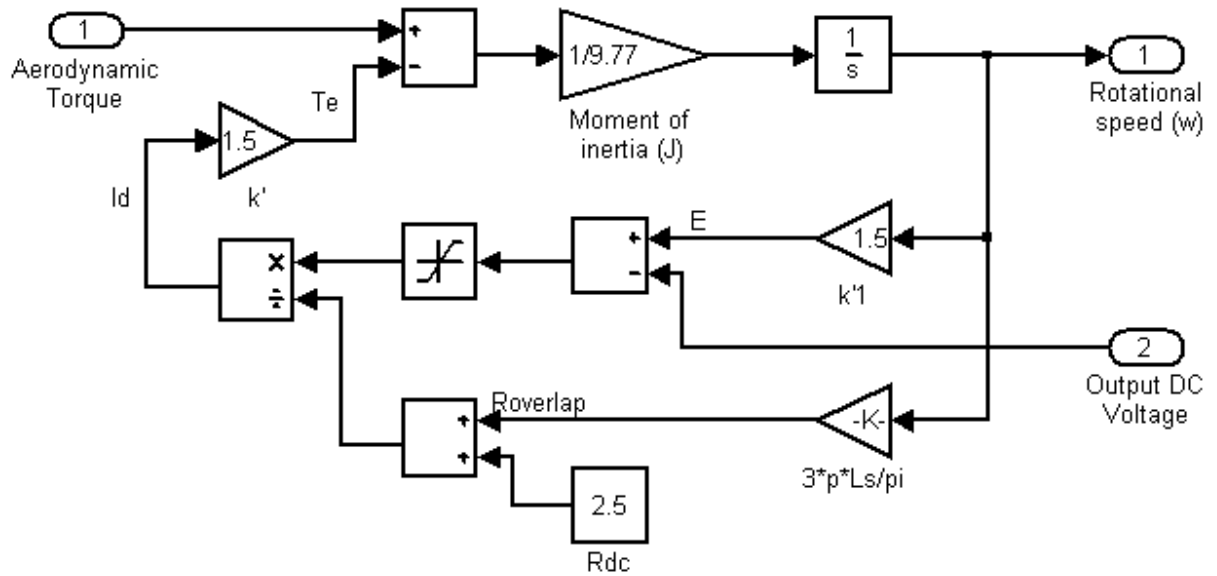 1
Aerodynamic
Torque
+
-
1/9.77
Moment of
inertia (J)
1
s
1
Rotational
speed (w)
Te
1.5
k'
Id
E
1.5
k'1
+
-
×
÷
2
Output DC
Voltage
Roverlap
-K-
3*p*Ls/pi
+
+
2.5
Rdc